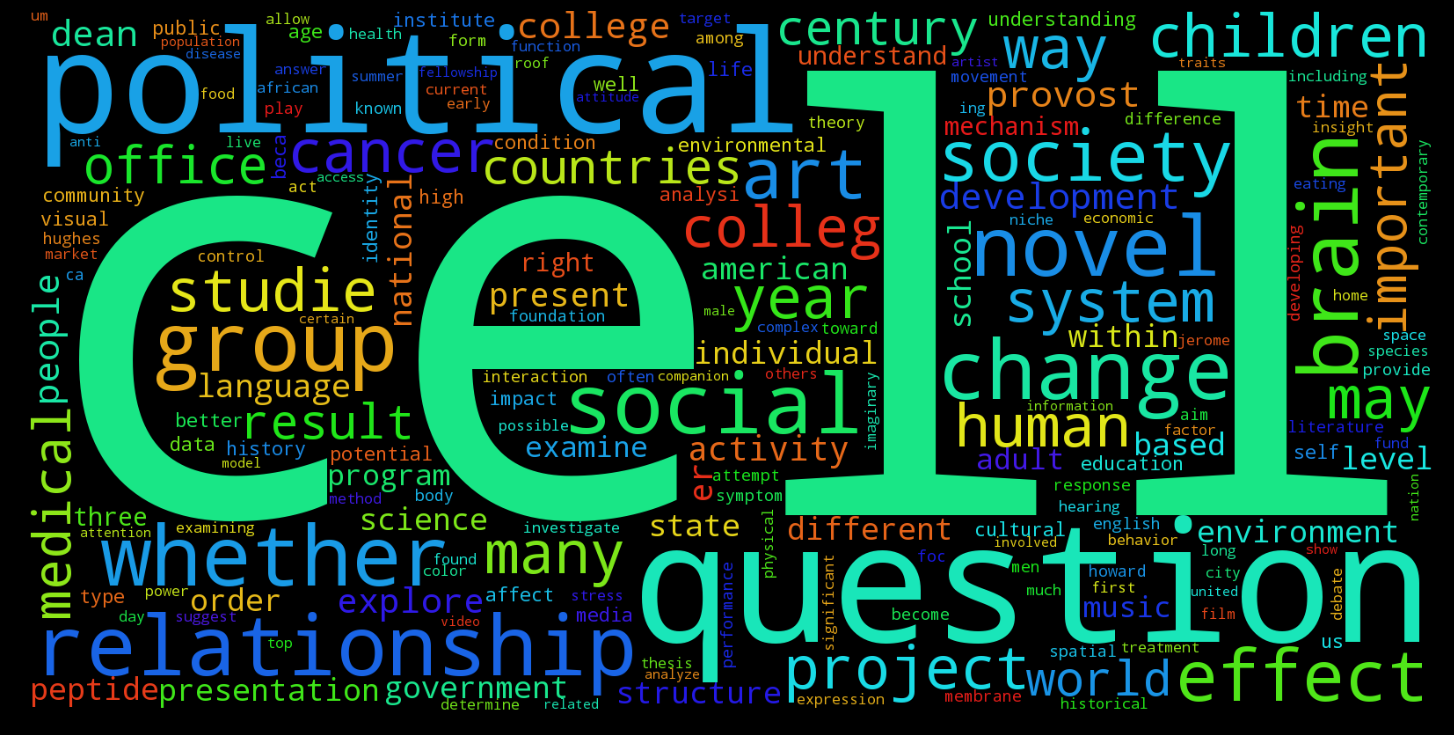 um
dean
public
population
disease
allow
age
health
institute
form
function
roof
college
target
among
century
understand
understanding
way
children
political
answer
african
play
food
summer
known
fellowship
current
early
attitude
well
life
artist
movement
traits
including
ing
provost
time
insight
important
anti
live
office
beca
cancer
condition
countries
environmental
theory
art
mechanism
difference
society
brain
eating
contemporary
community
visual
hughes
market
ca
act
access
identity
national
high
analysi
colleg
development
niche
economic
school
novel
developing
home
cell
control
studie
certain
group
language
right
present
foundation
american
year
male
complex
toward
system
within
jerome
space
species
provide
people
individual
interaction
often
companion
others
impact
social
possible
examine
imaginary
change
information
human
based
aim
factor
may
literature
fund
self
level
better
result
data
history
model
potential
program
method
body
activity
er
attempt
symptom
adult
education
response
hearing
nation
medical
three
attention
examining
science
investigate
state
physical
different
cultural
involved
english
behavior
environment
whether
found
color
many
question
significant
foc
men
howard
first
long
show
city
united
debate
type
power
order
day
suggest
explore
affect
stress
media
video
performance
become
much
music
film
us
relationship
top
thesis
analyze
project
spatial
treatment
world
effect
peptide
presentation
government
determine
related
structure
expression
membrane
historical